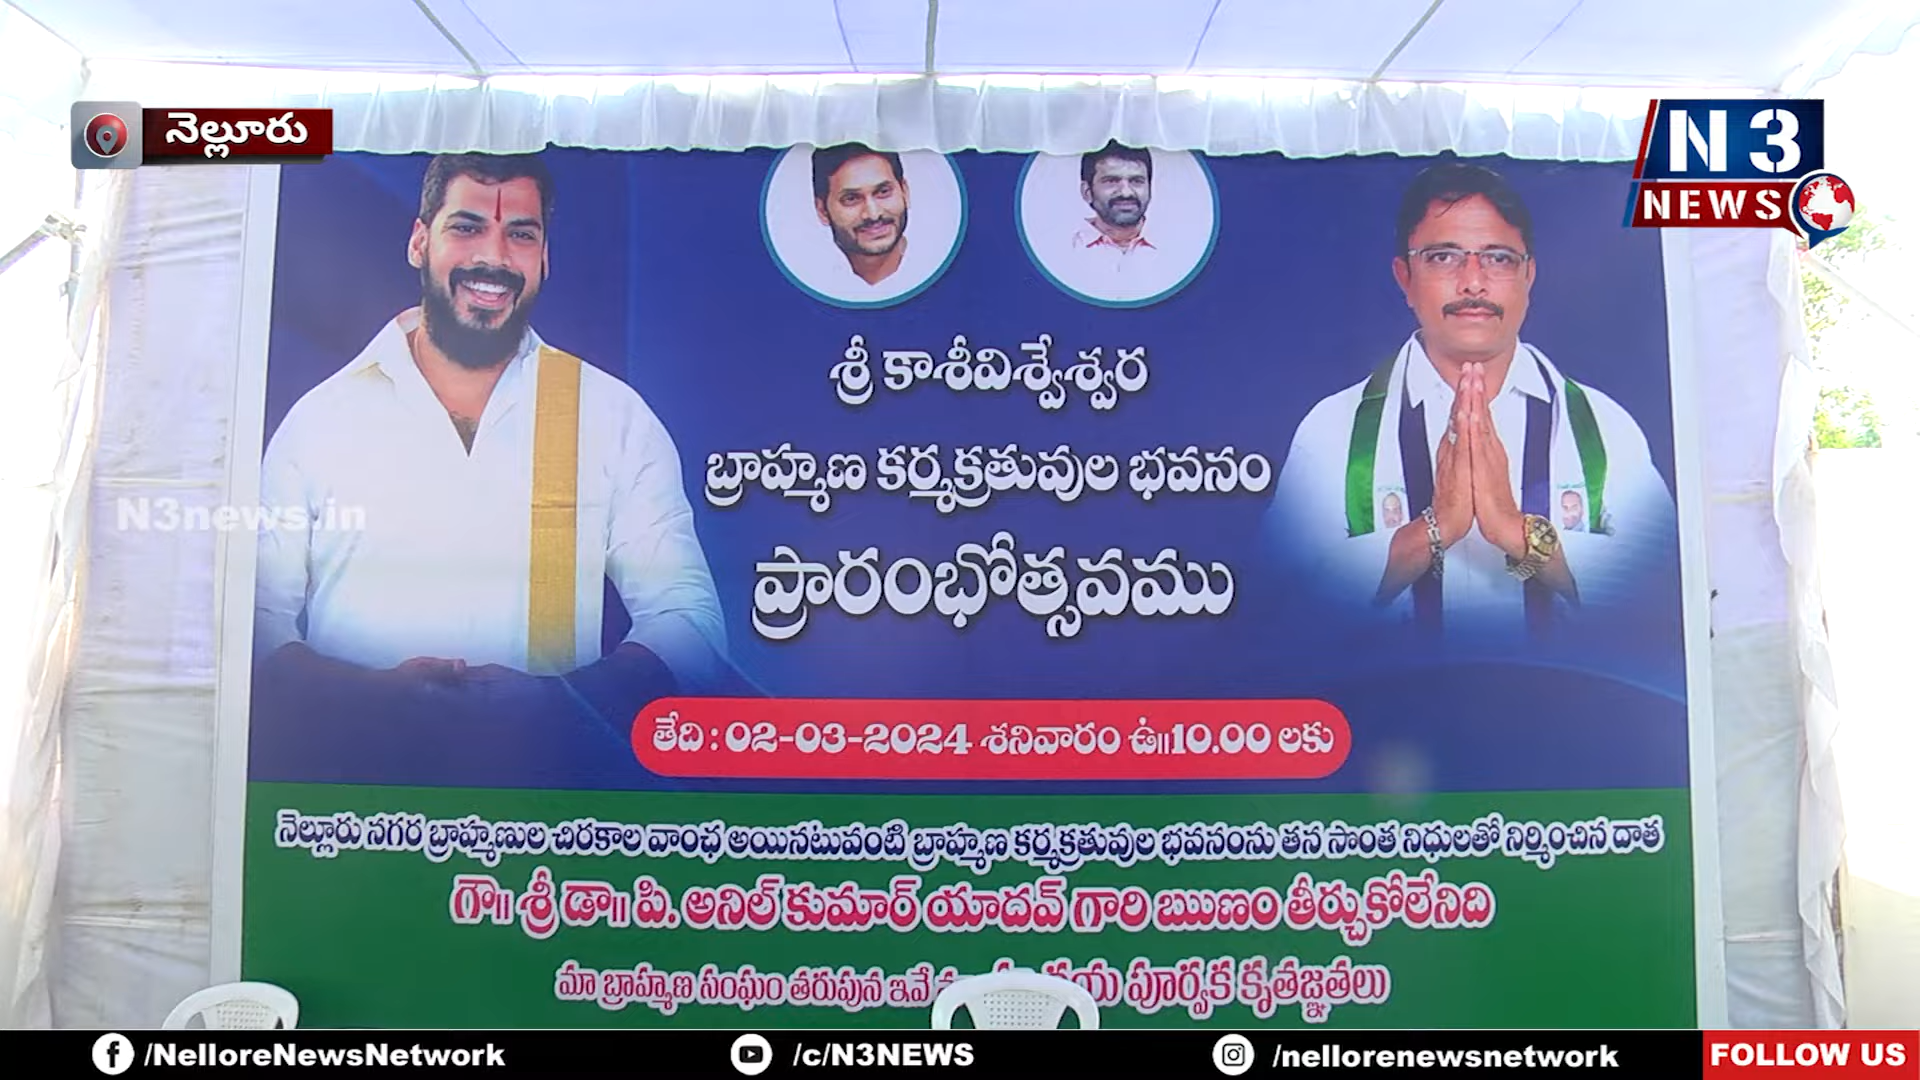 నెల్లూరు
N3
NEWS
శ్రీ కాశీవిశ్వేశ్వర
బ్రాహ్మణ కర్మక్రతువుల భవనం
N3news.in
ప్రారంభోత్సవము
తేది : 02-03-2024 శనివారం ఉ॥10.00 లకు
నెల్లూరు నగర బ్రాహ్మణుల చిరకాల వాంఛ అయినటువంటి బ్రాహ్మణ కర్మక్రతువుల భవనంను తన సొంత నిధులతో నిర్మించిన దాత
గౌ॥ శ్రీ డా॥ పి. అనిల్ కుమార్ యాదవ్ గారి ఋణం తీర్చుకోలేనిది
మా బ్రాహ్మణ సంఘం తరుపున ఇవే పూర్వక కృతజ్ఞతలు
/NelloreNewsNetwork /c/N3NEWS /nellorenewsnetwork FOLLOW US